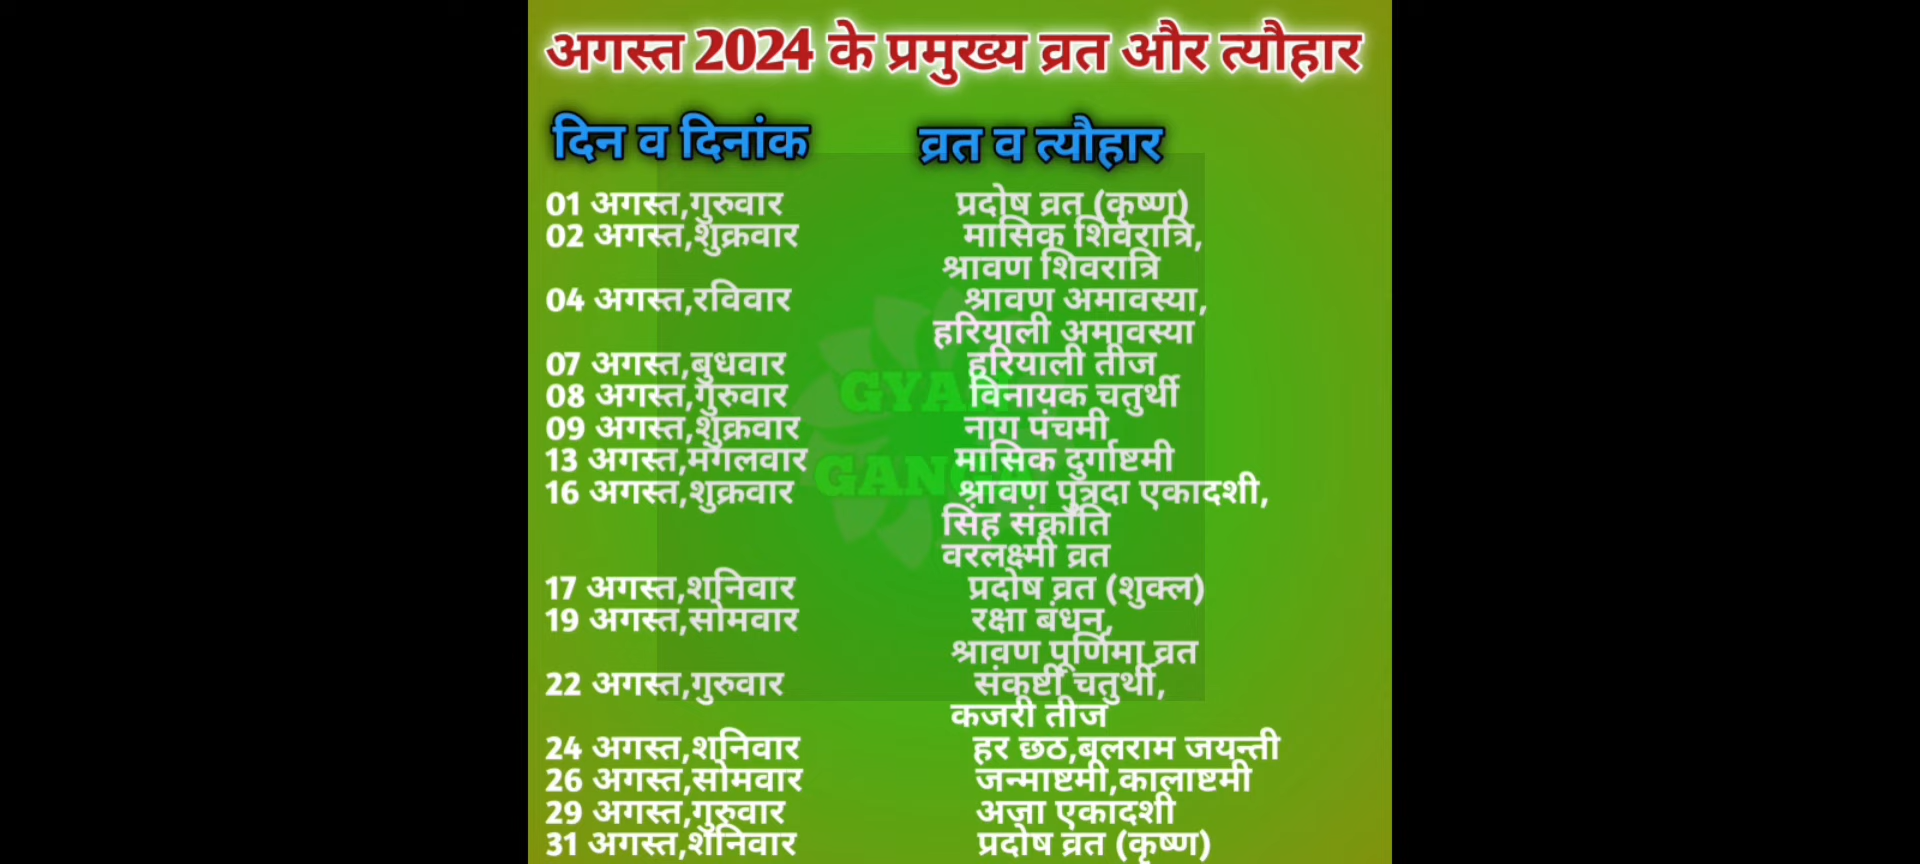 अगस्त 2024 के प्रमुख्य व्रत और त्यौहार
दिन व दिनांक व्रत व त्यौहार
01 अगस्त,गुरुवार प्रदोष व्रत (कृष्ण)
02 अगस्त,शुक्रवार मासिक शिवरात्रि,
श्रावण शिवरात्रि
04 अगस्त,रविवार श्रावण अमावस्या,
हरियाली अमावस्या
07 अगस्त,बुधवार हरियाली तीज
08 अगस्त,गुरुवार विनायक चतुर्थी
09 अगस्त,शुक्रवार नाग पंचमी
13 अगस्त,मंगलवार मासिक दुर्गाष्टमी
16 अगस्त,शुक्रवार श्रावण पुत्रदा एकादशी,
सिंह संक्रांति
वरलक्ष्मी व्रत
17 अगस्त,शनिवार प्रदोष व्रत (शुक्ल)
19 अगस्त,सोमवार रक्षा बंधन,
श्रावण पूर्णिमा व्रत
22 अगस्त,गुरुवार संकष्टी चतुर्थी,
कजरी तीज
24 अगस्त,शनिवार हर छठ,बलराम जयन्ती
26 अगस्त,सोमवार जन्माष्टमी,कालाष्टमी
29 अगस्त,गुरुवार अजा एकादशी
31 अगस्त,शनिवार प्रदोष व्रत (कृष्ण)